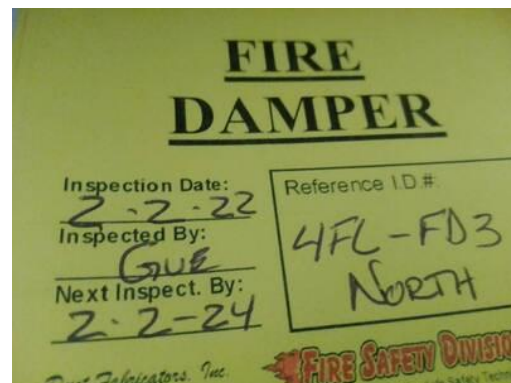 FIRE
DAMPER
Inspection Date:
2-2-22
Inspected By:
GUE
Next Inspect. By:
2-2-24
Reference I.D.#:
4FL-FD3
NORTH
Fabricators, Inc.
FIRE SAFETY DIVISION
Safety